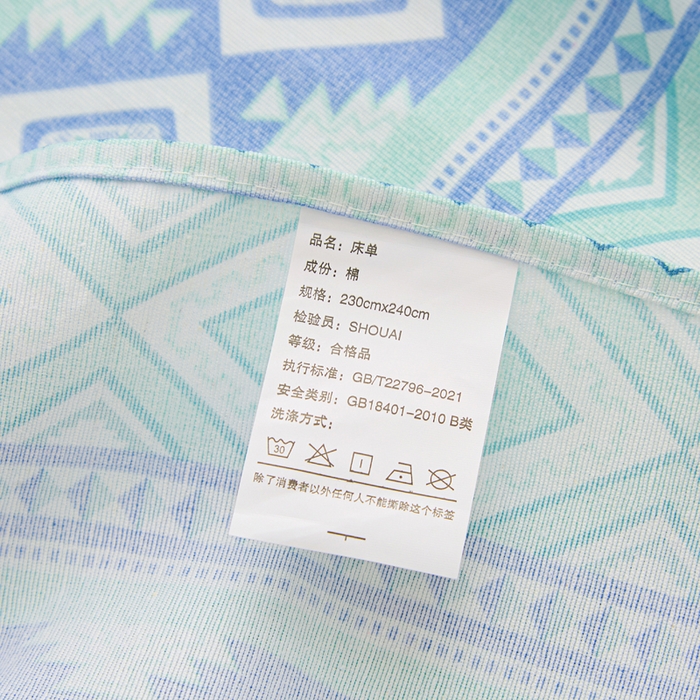 品名：床单
成份：棉
规格：230cmx240cm
检验员：SHOUAI
等级：合格品
执行标准：GB/T22796-2021
安全类别：GB18401-2010 B类
洗涤方式：
30
除了消费者以外任何人不能撕除这个标签